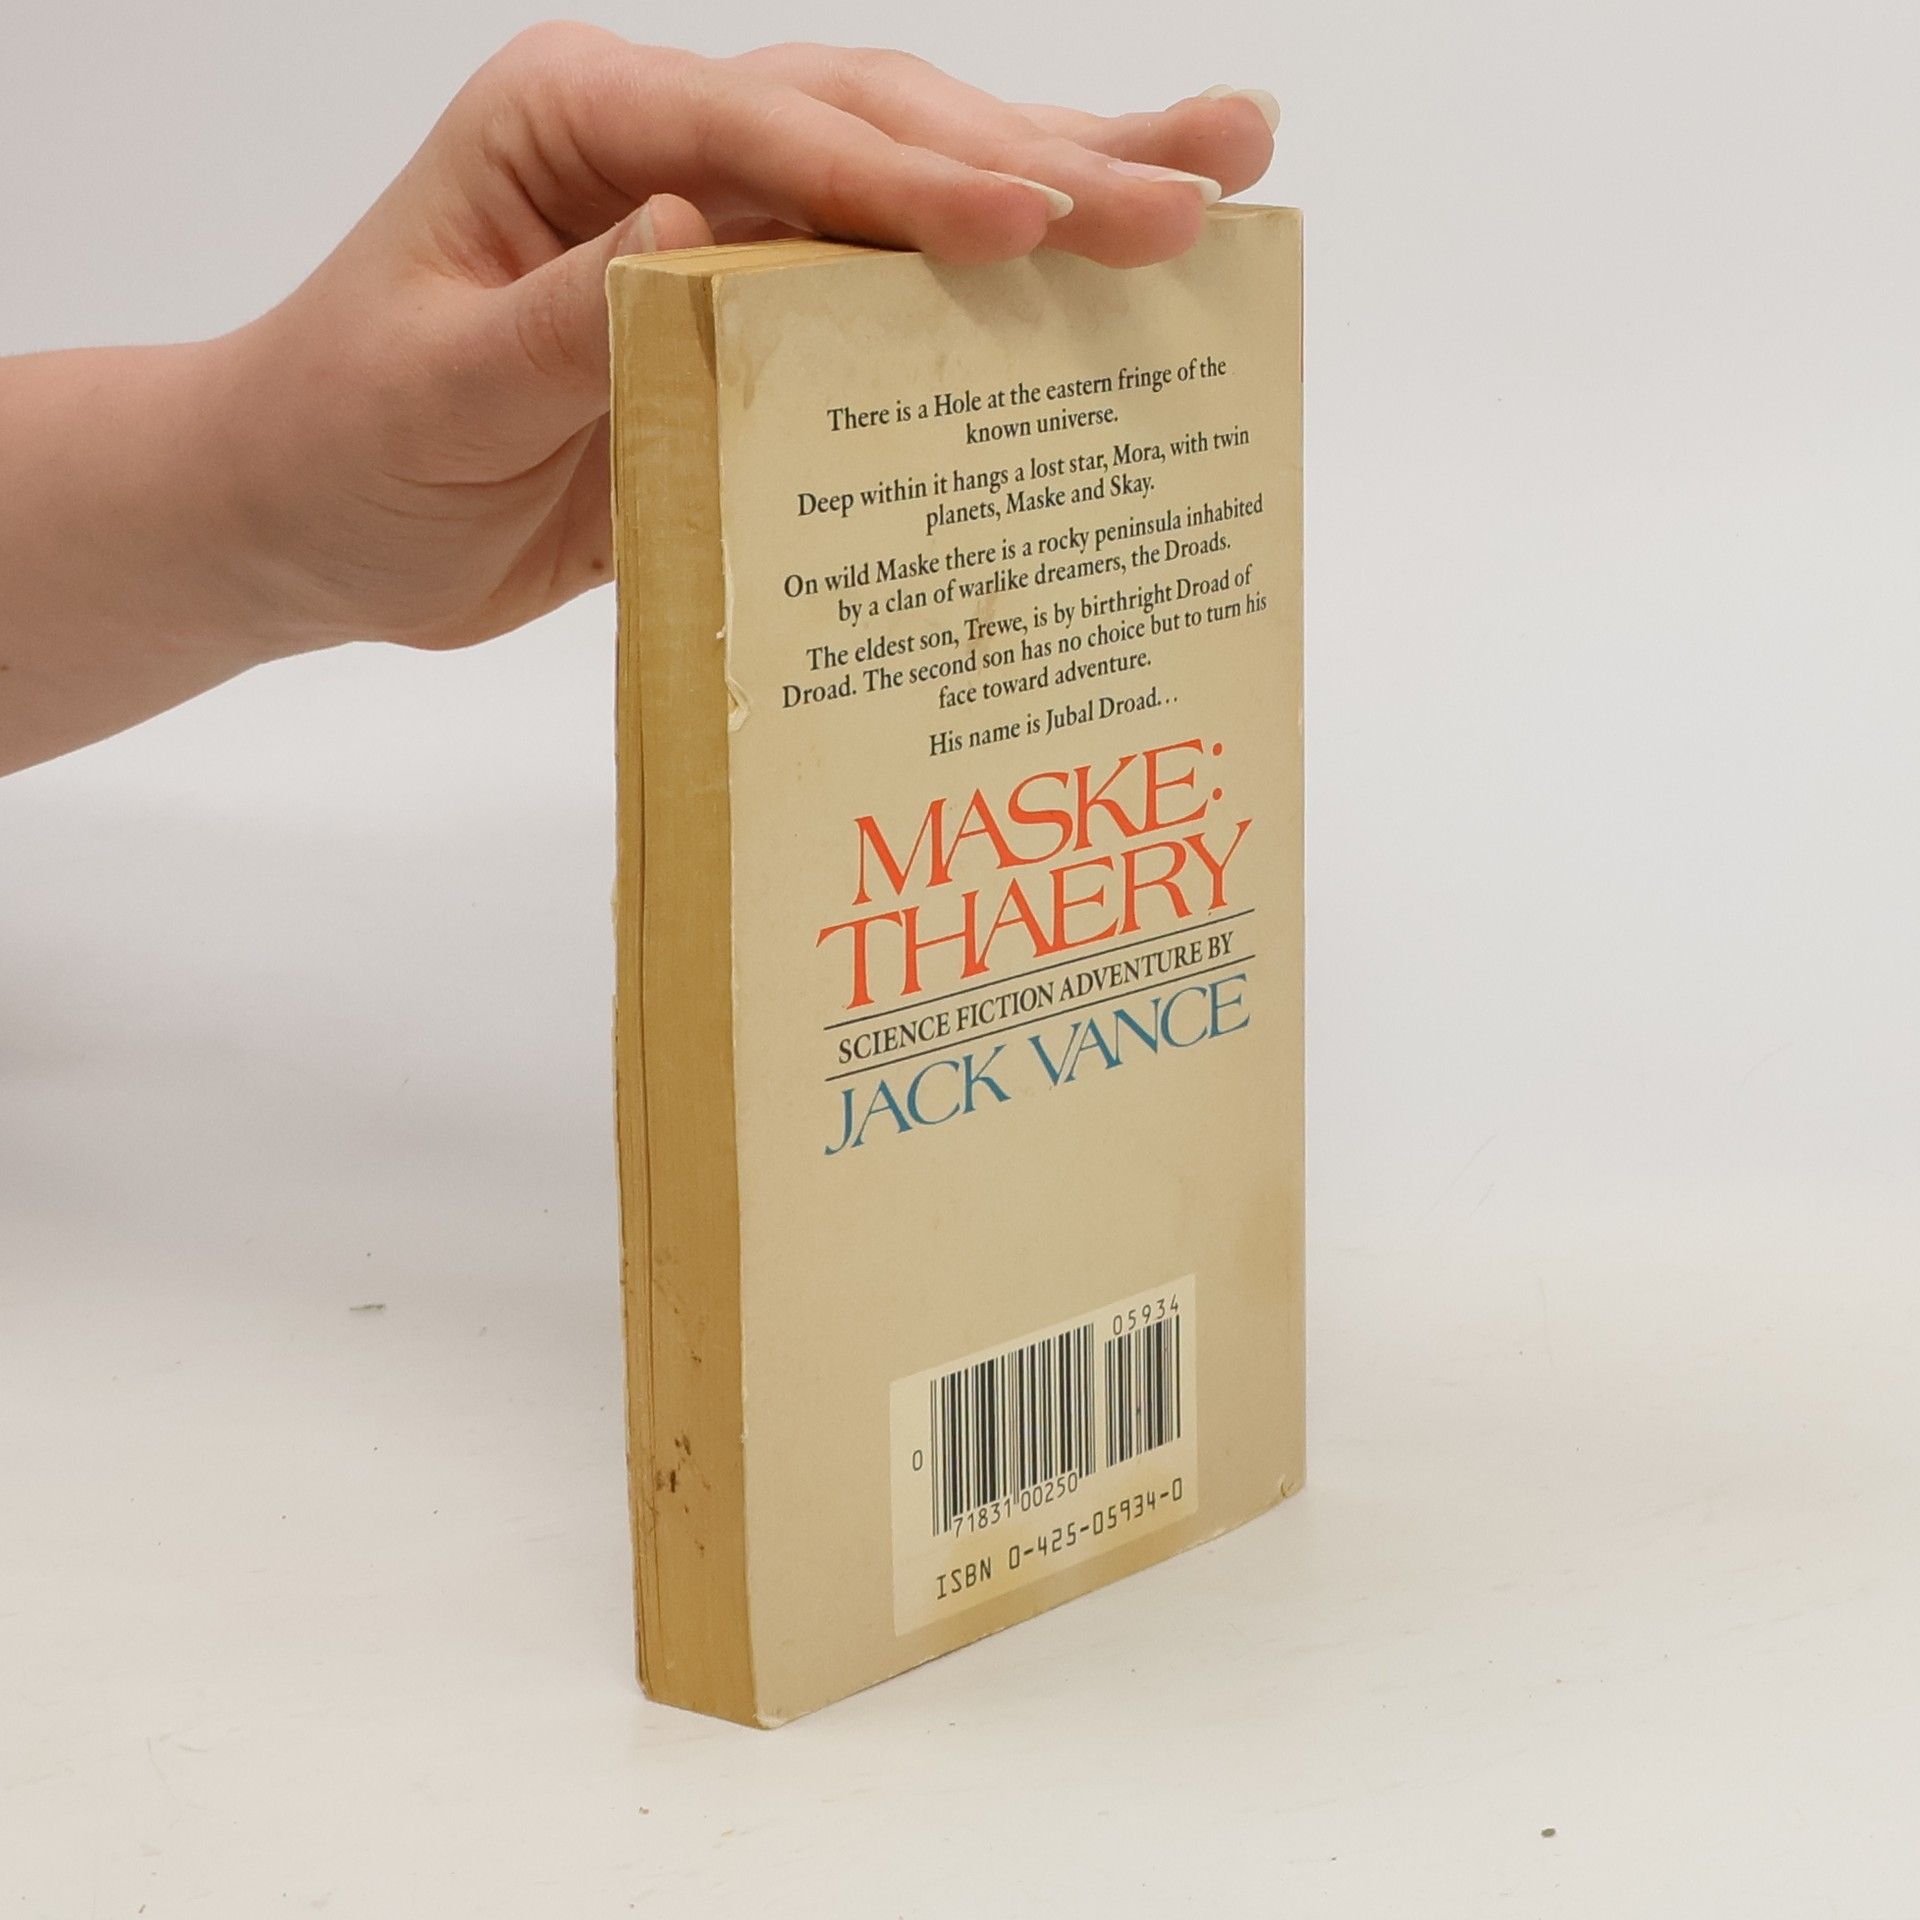 There is a Hole at the eastern fringe of the
known universe.
Deep within it hangs a lost star, Mora, with twin
planets, Maske and Skay.
On wild Maske there is a rocky peninsula inhabited
by a clan of warlike dreamers, the Droads.
The eldest son, Trewe, is by birthright Droad of
Droad. The second son has no choice but to turn his
face toward adventure.
His name is Jubal Droad...
MASKE:
THAERY
SCIENCE FICTION ADVENTURE BY
JACK VANCE
05934
0 71831 00250
ISBN 0-425-05934-0